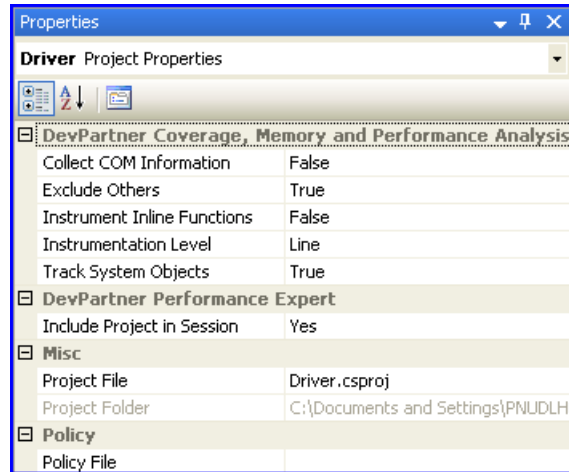 Properties
Driver Project Properties
DevPartner Coverage, Memory and Performance Analysis
Collect COM Information False
Exclude Others True
Instrument Inline Functions False
Instrumentation Level Line
Track System Objects True
DevPartner Performance Expert
Include Project in Session Yes
Misc
Project File Driver.csproj
Project Folder C:\Documents and Settings\PNUDLH
Policy
Policy File